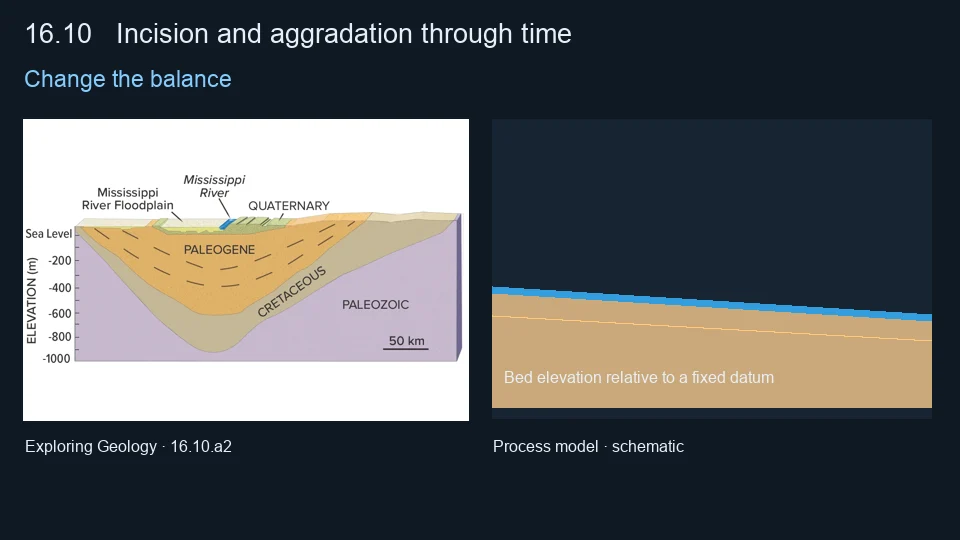 16.10 Incision and aggradation through time
Change the balance
Mississippi
River
Mississippi
River Floodplain
QUATERNARY
Sea Level
PALEOGENE
-200
-400
-600
-800
-1000
ELEVATION (m)
CRETACEOUS
PALEOZOIC
50 km
Bed elevation relative to a fixed datum
Exploring Geology · 16.10.a2
Process model · schematic